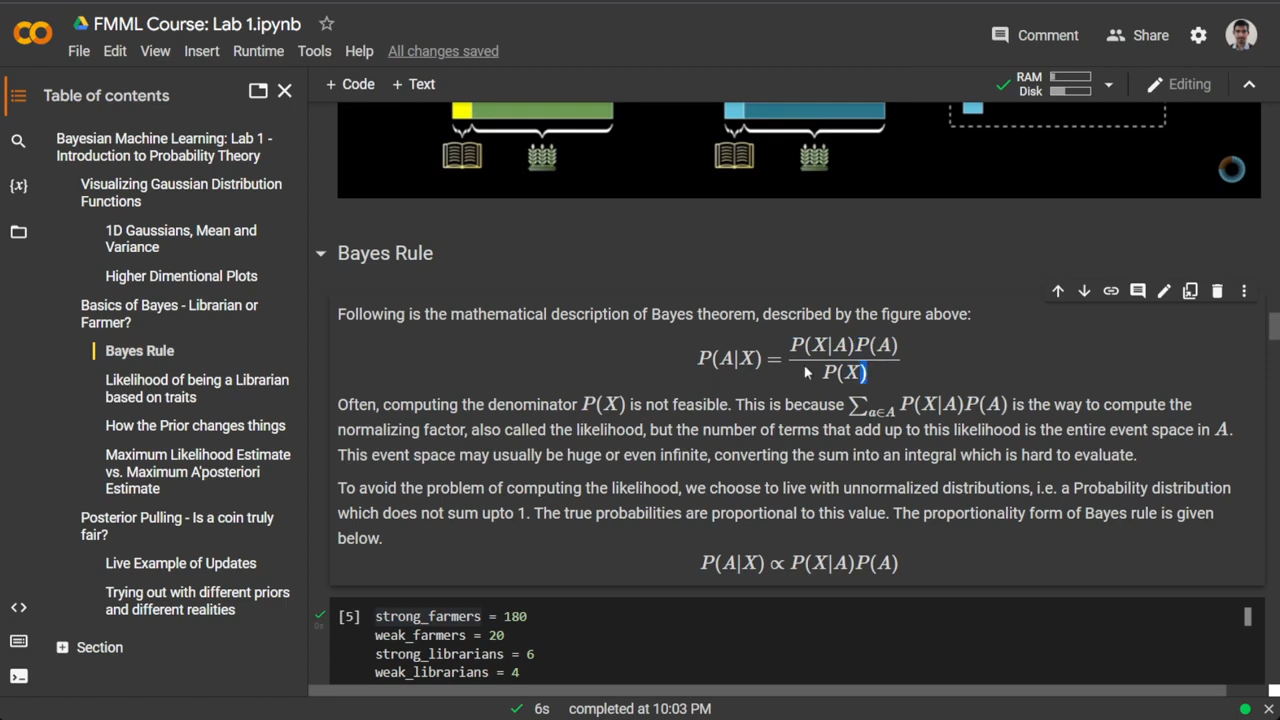 FMML Course: Lab 1.ipynb
File Edit View Insert Runtime Tools Help All changes saved
Comment Share
Table of contents
+ Code + Text
RAM
Disk
Editing
Bayesian Machine Learning: Lab 1 -
Introduction to Probability Theory
Visualizing Gaussian Distribution
Functions
1D Gaussians, Mean and
Variance
Higher Dimentional Plots
Basics of Bayes - Librarian or
Farmer?
Bayes Rule
Likelihood of being a Librarian
based on traits
How the Prior changes things
Maximum Likelihood Estimate
vs. Maximum A'posteriori
Estimate
Posterior Pulling - Is a coin truly
fair?
Live Example of Updates
Trying out with different priors
and different realities
Section
{x}
Bayes Rule
Following is the mathematical description of Bayes theorem, described by the figure above:
P(A|X) = P(X|A)P(A)
P(X)
Often, computing the denominator P(X) is not feasible. This is because ∑a∈A P(X|A)P(A) is the way to compute the
normalizing factor, also called the likelihood, but the number of terms that add up to this likelihood is the entire event space in A.
This event space may usually be huge or even infinite, converting the sum into an integral which is hard to evaluate.
To avoid the problem of computing the likelihood, we choose to live with unnormalized distributions, i.e. a Probability distribution
which does not sum upto 1. The true probabilities are proportional to this value. The proportionality form of Bayes rule is given
below.
P(A|X) ∝ P(X|A)P(A)
[5] strong_farmers = 180
weak_farmers = 20
strong_librarians = 6
weak_librarians = 4
0s
6s completed at 10:03 PM